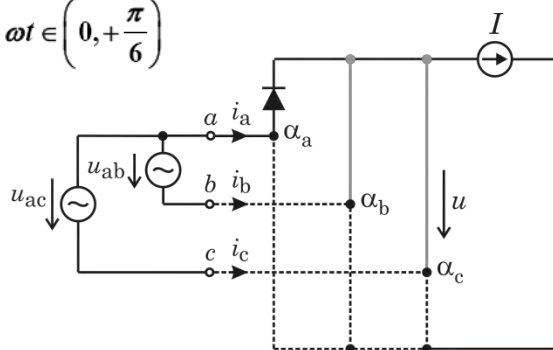 ωt ∈ (0, + π/6)
I
a i_a
α_a
u_ab
b i_b
u_ac
α_b
u
c i_c
α_c